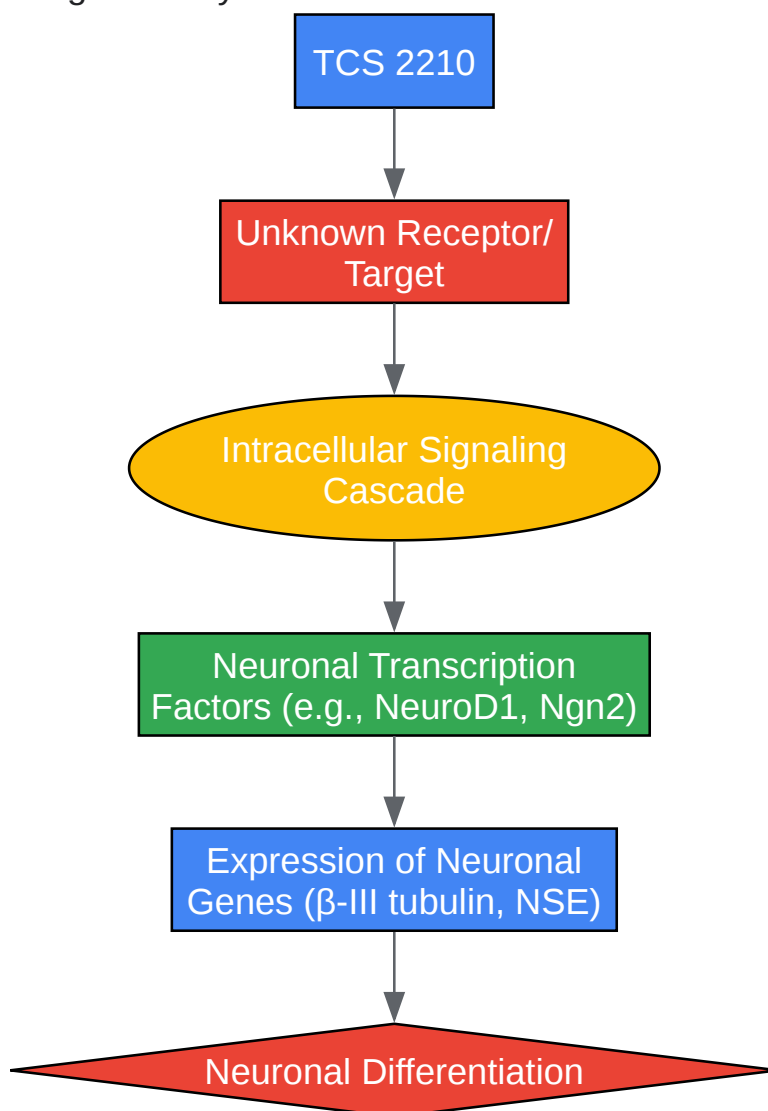 TCS 2210
Unknown Receptor/
Target
Intracellular Signaling
Cascade
Neuronal Transcription
Factors (e.g., NeuroD1, Ngn2)
Expression of Neuronal
Genes (β-III tubulin, NSE)
Neuronal Differentiation